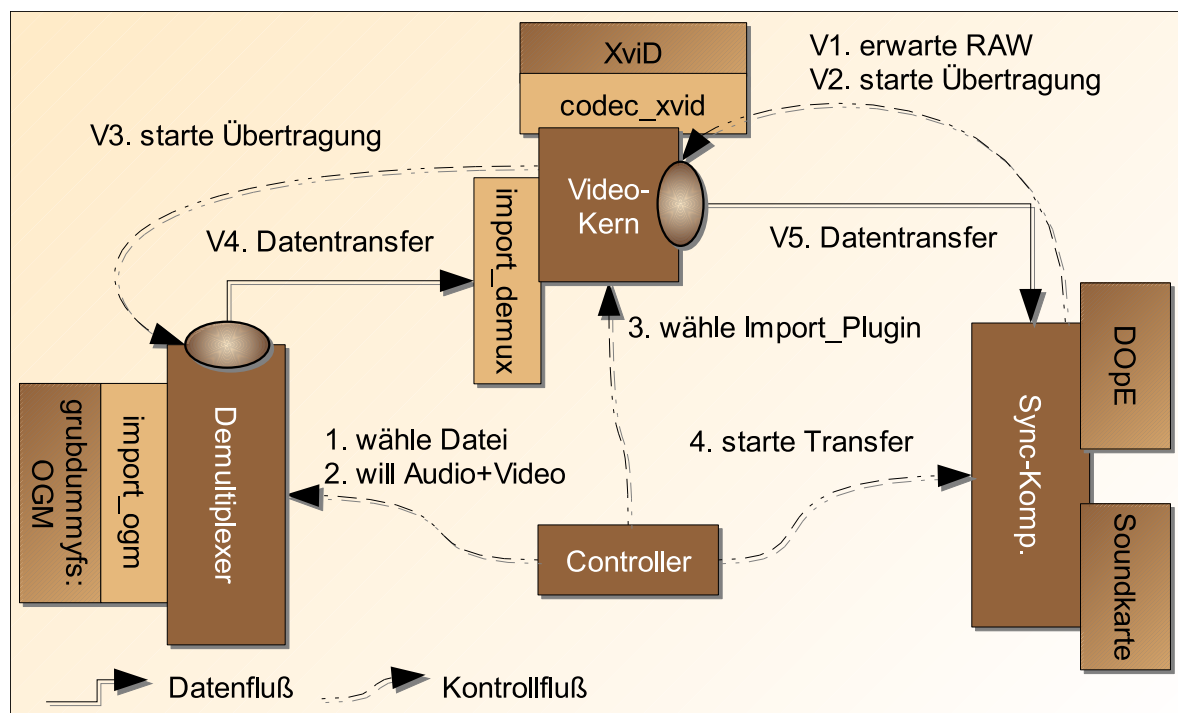 XviD
codec_xvid
V1. erwarte RAW
V2. starte Übertragung
V3. starte Übertragung
Video-
Kern
import_demux
V4. Datentransfer
V5. Datentransfer
3. wähle Import_Plugin
DOpE
Sync-Komp.
Soundkarte
grubdummyfs:
OGM
import_ogm
Demultiplexer
1. wähle Datei
2. will Audio+Video
4. starte Transfer
Controller
Datenfluß
Kontrollfluß